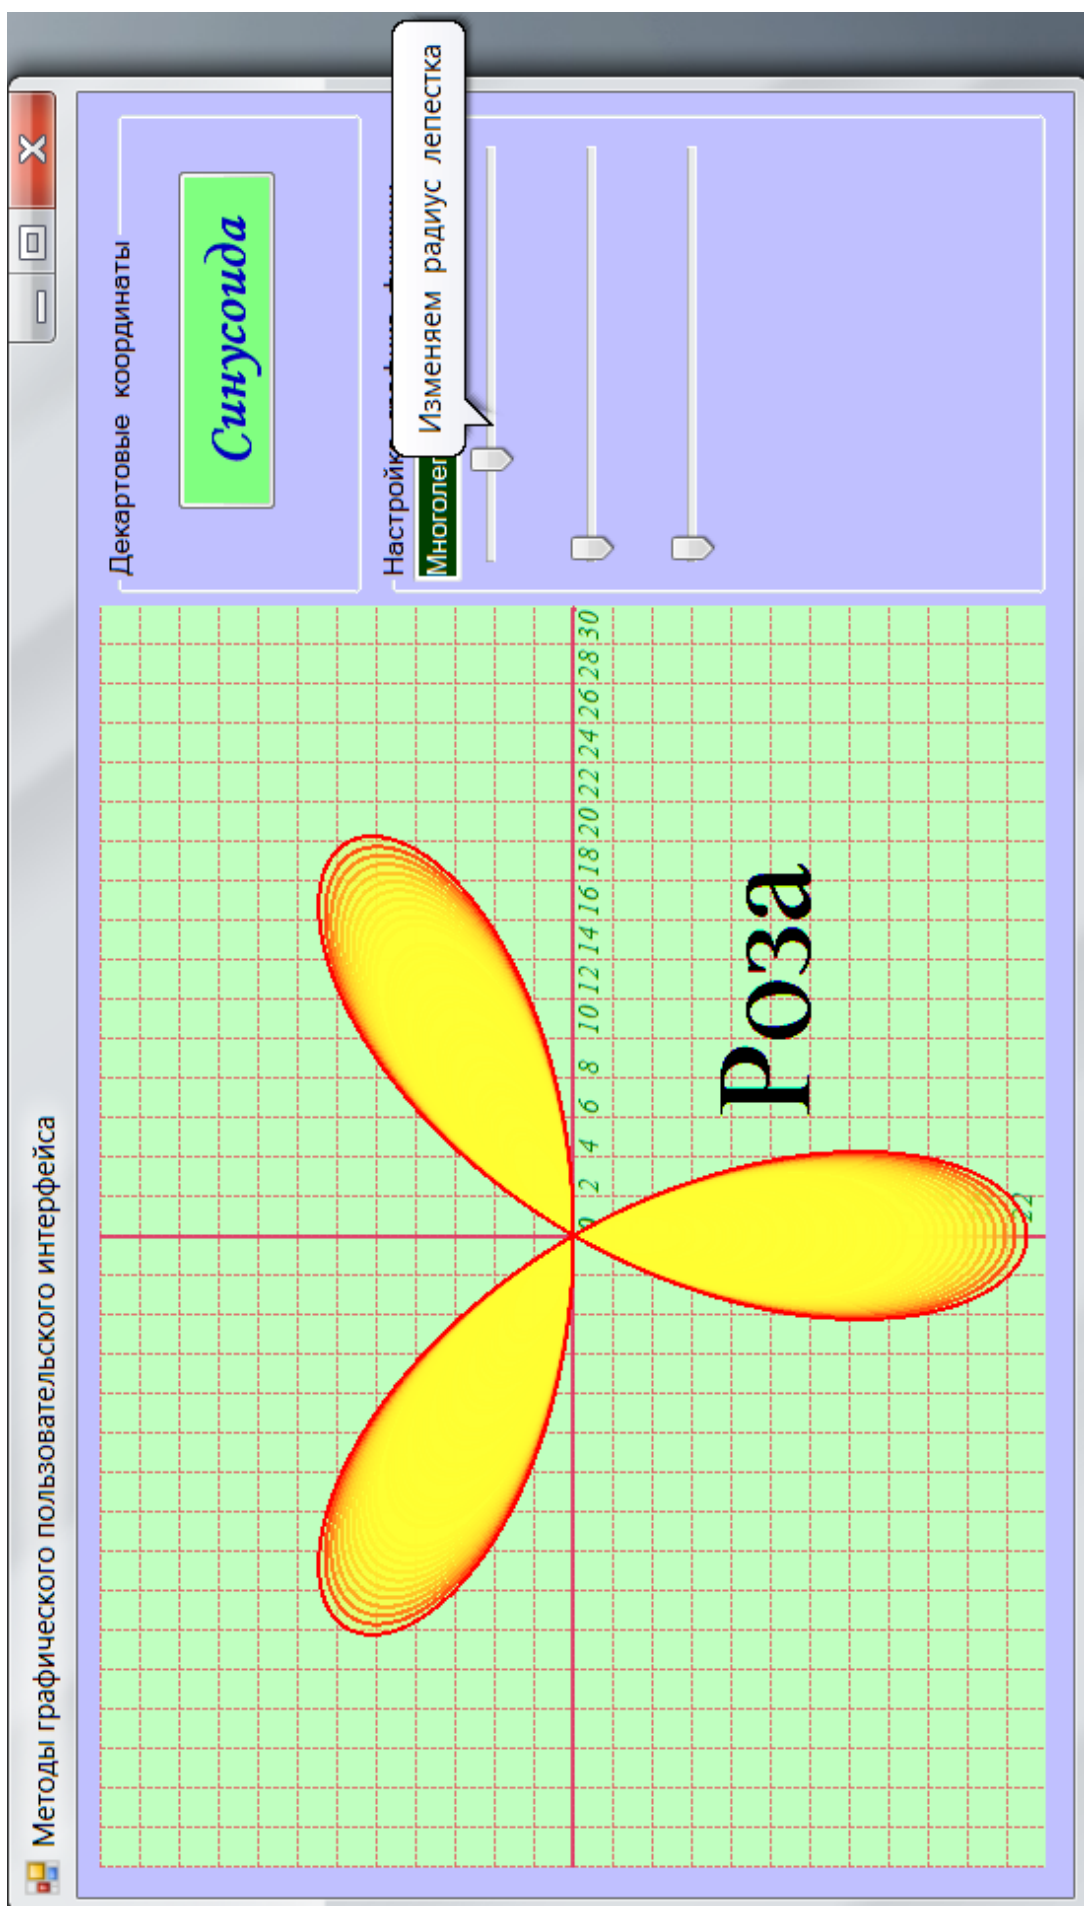 Методы графического пользовательского интерфейса
Декартовые координаты
Синусоида
Изменяем радиус лепестка
0 2 4 6 8 10 12 14 16 18 20 22 24 26 28 30
Роза
22